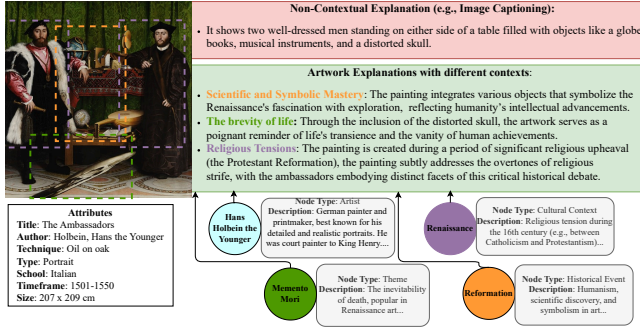 Non-Contextual Explanation (e.g., Image Captioning):
• It shows two well-dressed men standing on either side of a table filled with objects like a globe
books, musical instruments, and a distorted skull.
Artwork Explanations with different contexts:
• Scientific and Symbolic Mastery: The painting integrates various objects that symbolize the
Renaissance's fascination with exploration, reflecting humanity's intellectual advancements.
• The brevity of life: Through the inclusion of the distorted skull, the artwork serves as a
poignant reminder of life's transience and the vanity of human achievements.
• Religious Tensions: The painting is created during a period of significant religious upheaval
(the Protestant Reformation), the painting subtly addresses the overtones of religious
strife, with the ambassadors embodying distinct facets of this critical historical debate.
Attributes
Title: The Ambassadors
Author: Holbein, Hans the Younger
Technique: Oil on oak
Type: Portrait
School: Italian
Timeframe: 1501-1550
Size: 207 x 209 cm
Hans
Holbein the
Younger
Node Type: Artist
Description: German painter and
printmaker, best known for his
detailed and realistic portraits. He
was court painter to King Henry....
Renaissance
Node Type: Cultural Context
Description: Religious tension during
the 16th century (e.g., between
Catholicism and Protestantism)...
Memento
Mori
Node Type: Theme
Description: The inevitability
of death, popular in
Renaissance art...
Reformation
Node Type: Historical Event
Description: Humanism,
scientific discovery, and
symbolism in art...